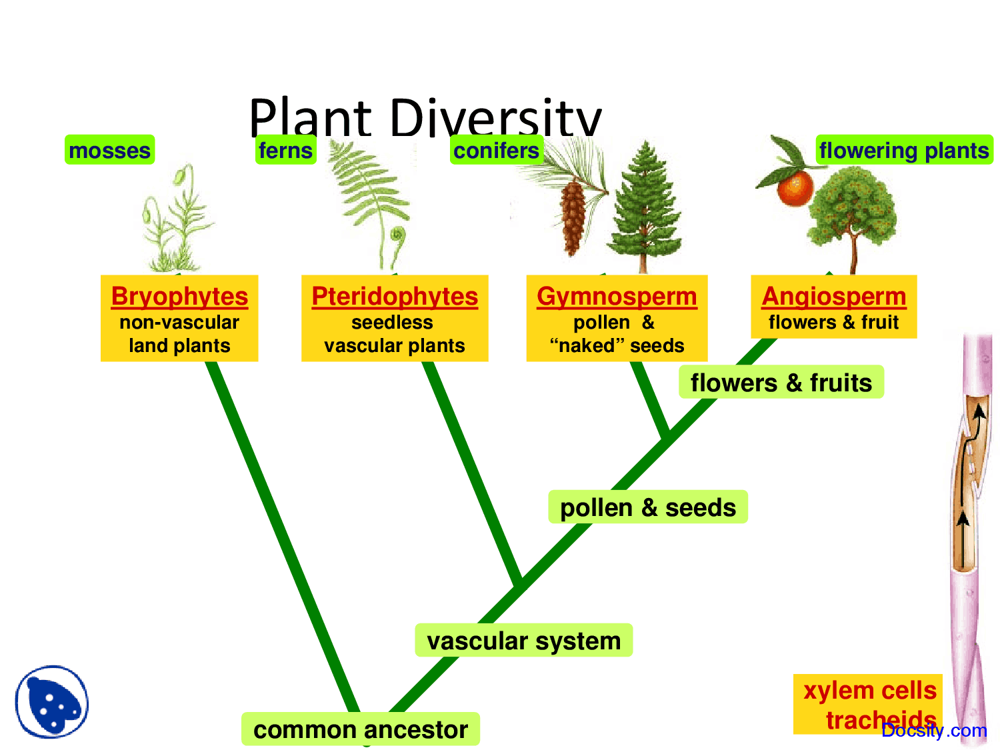 Plant Diversity
mosses
ferns
conifers
flowering plants
Bryophytes
non-vascular
land plants
Pteridophytes
seedless
vascular plants
Gymnosperm
pollen &
“naked” seeds
Angiosperm
flowers & fruit
flowers & fruits
pollen & seeds
vascular system
common ancestor
xylem cells
tracheids
Docsity.com